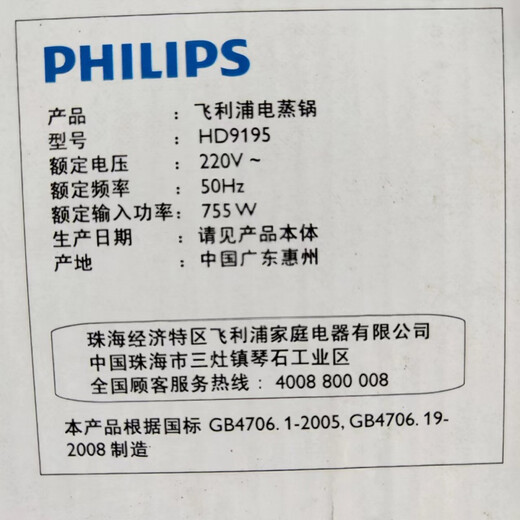 PHILIPS
产品 : 飞利浦电蒸锅
型号 : HD9195
额定电压 : 220V ~
额定频率 : 50Hz
额定输入功率: 755W
生产日期 : 请见产品本体
产地 : 中国广东惠州
珠海经济特区飞利浦家庭电器有限公司
中国珠海市三灶镇琴石工业区
全国顾客服务热线: 4008 800 008
本产品根据国标 GB4706.1-2005, GB4706.19-
2008 制造